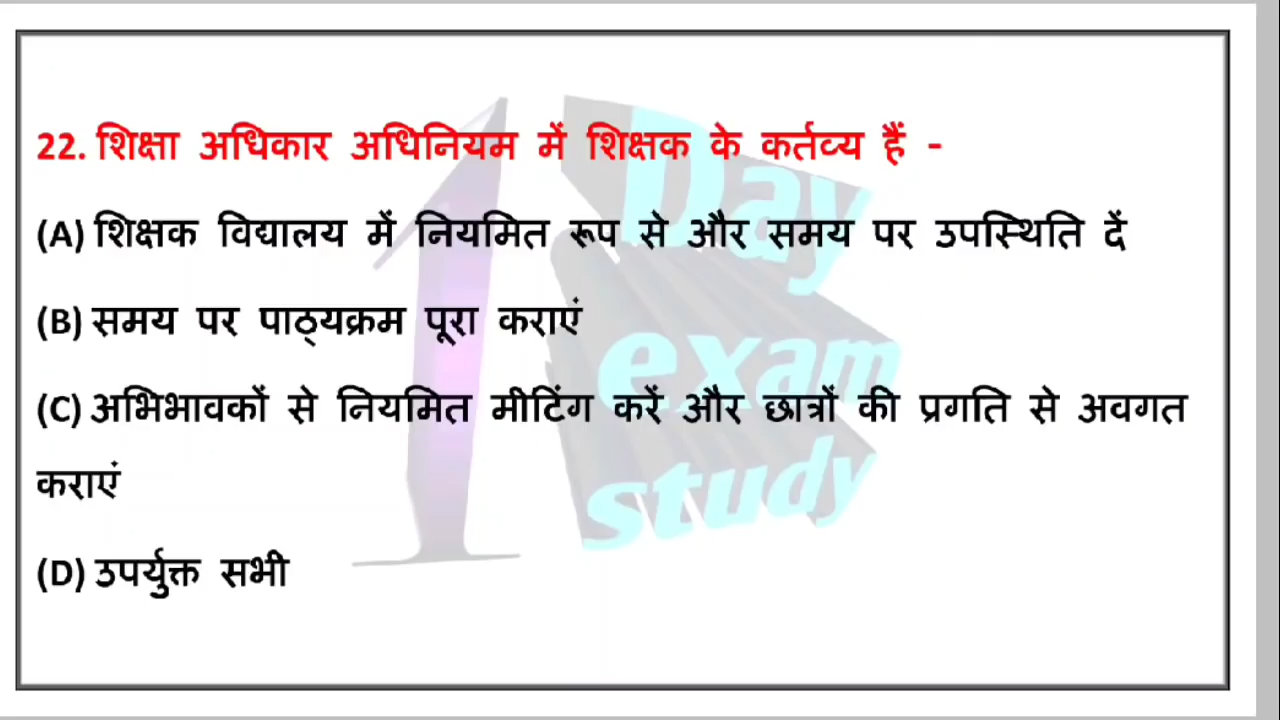 22. शिक्षा अधिकार अधिनियम में शिक्षक के कर्तव्य हैं -
(A) शिक्षक विद्यालय में नियमित रूप से और समय पर उपस्थिति दें
(B) समय पर पाठ्यक्रम पूरा कराएं
(C) अभिभावकों से नियमित मीटिंग करें और छात्रों की प्रगति से अवगत
कराएं
(D) उपर्युक्त सभी
1 Day
exam
study